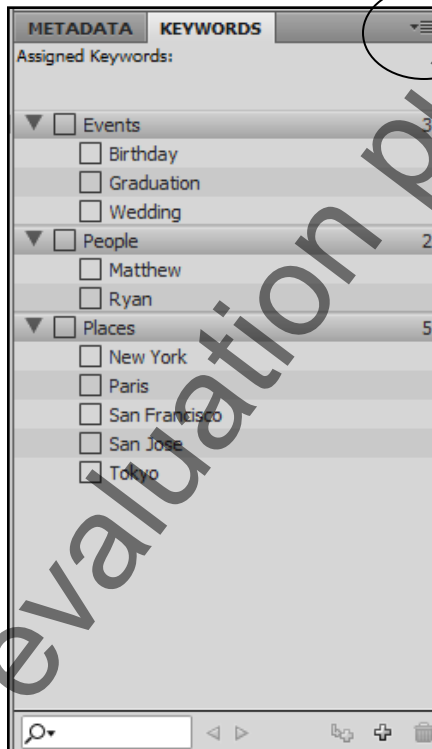 METADATA KEYWORDS
Assigned Keywords:
Events 3
Birthday
Graduation
Wedding
People 2
Matthew
Ryan
Places 5
New York
Paris
San Francisco
San Jose
Tokyo
evaluation